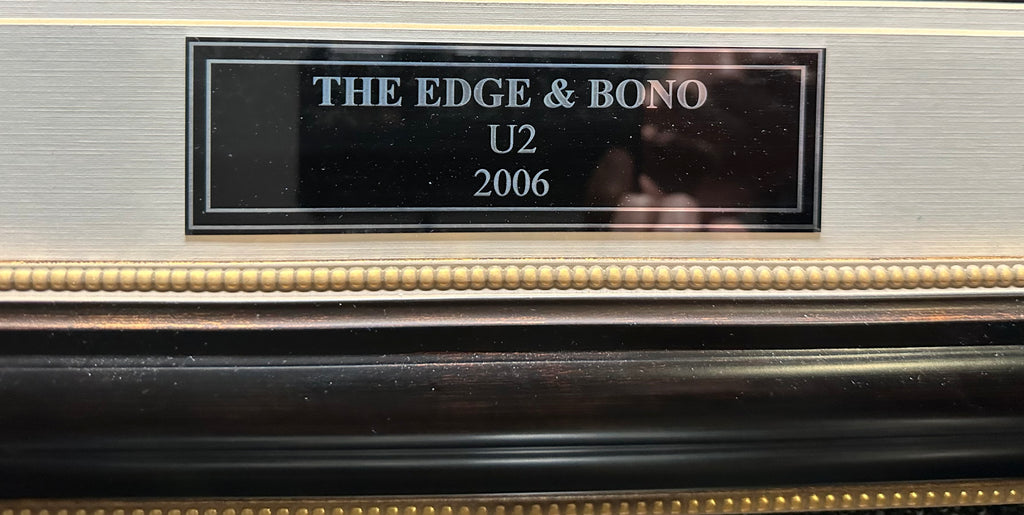 THE EDGE & BONO
U2
2006